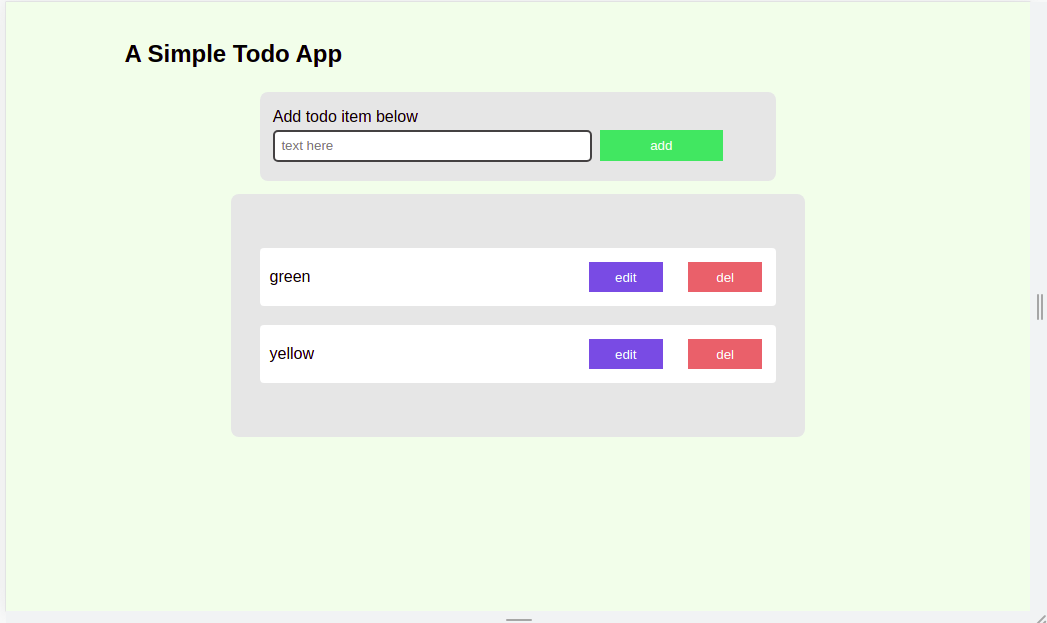 A Simple Todo App
Add todo item below
text here add
green edit del
yellow edit del